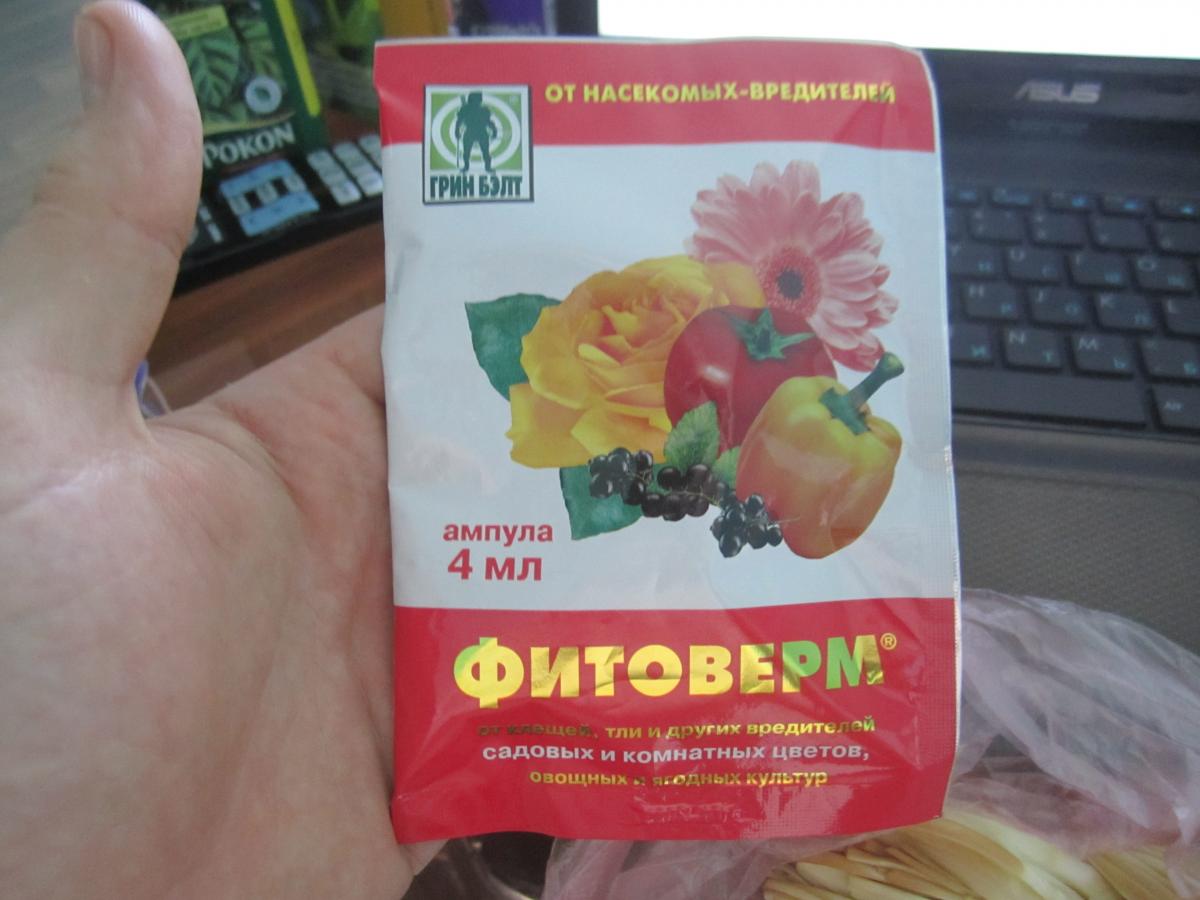 ОТ НАСЕКОМЫХ-ВРЕДИТЕЛЕЙ
ГРИН БЭЛТ
POKON
ASUS
ампула
4 мл
ФИТОВЕРМ®
от клещей, тли и других вредителей
садовых и комнатных цветов,
овощных и ягодных культур